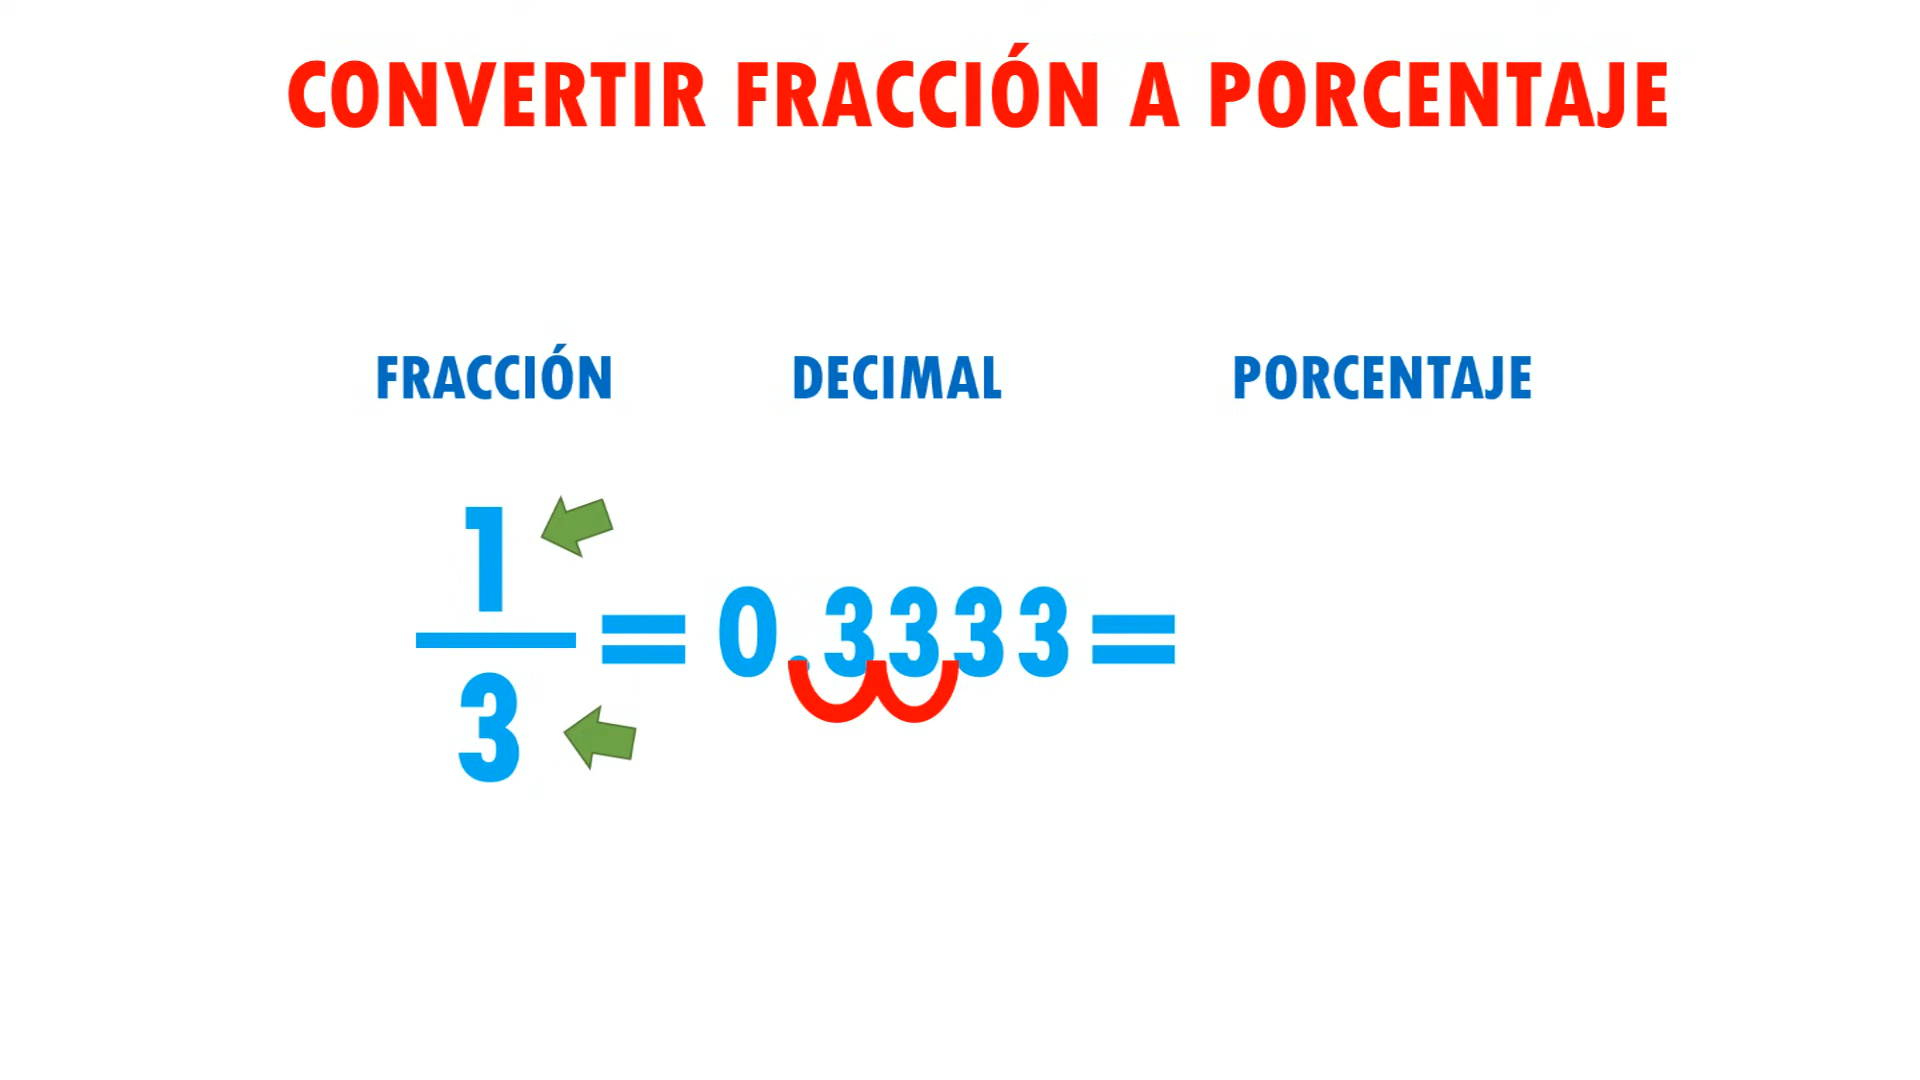 CONVERTIR FRACCIÓN A PORCENTAJE
FRACCIÓN DECIMAL PORCENTAJE
1
= 0.3333 =
3